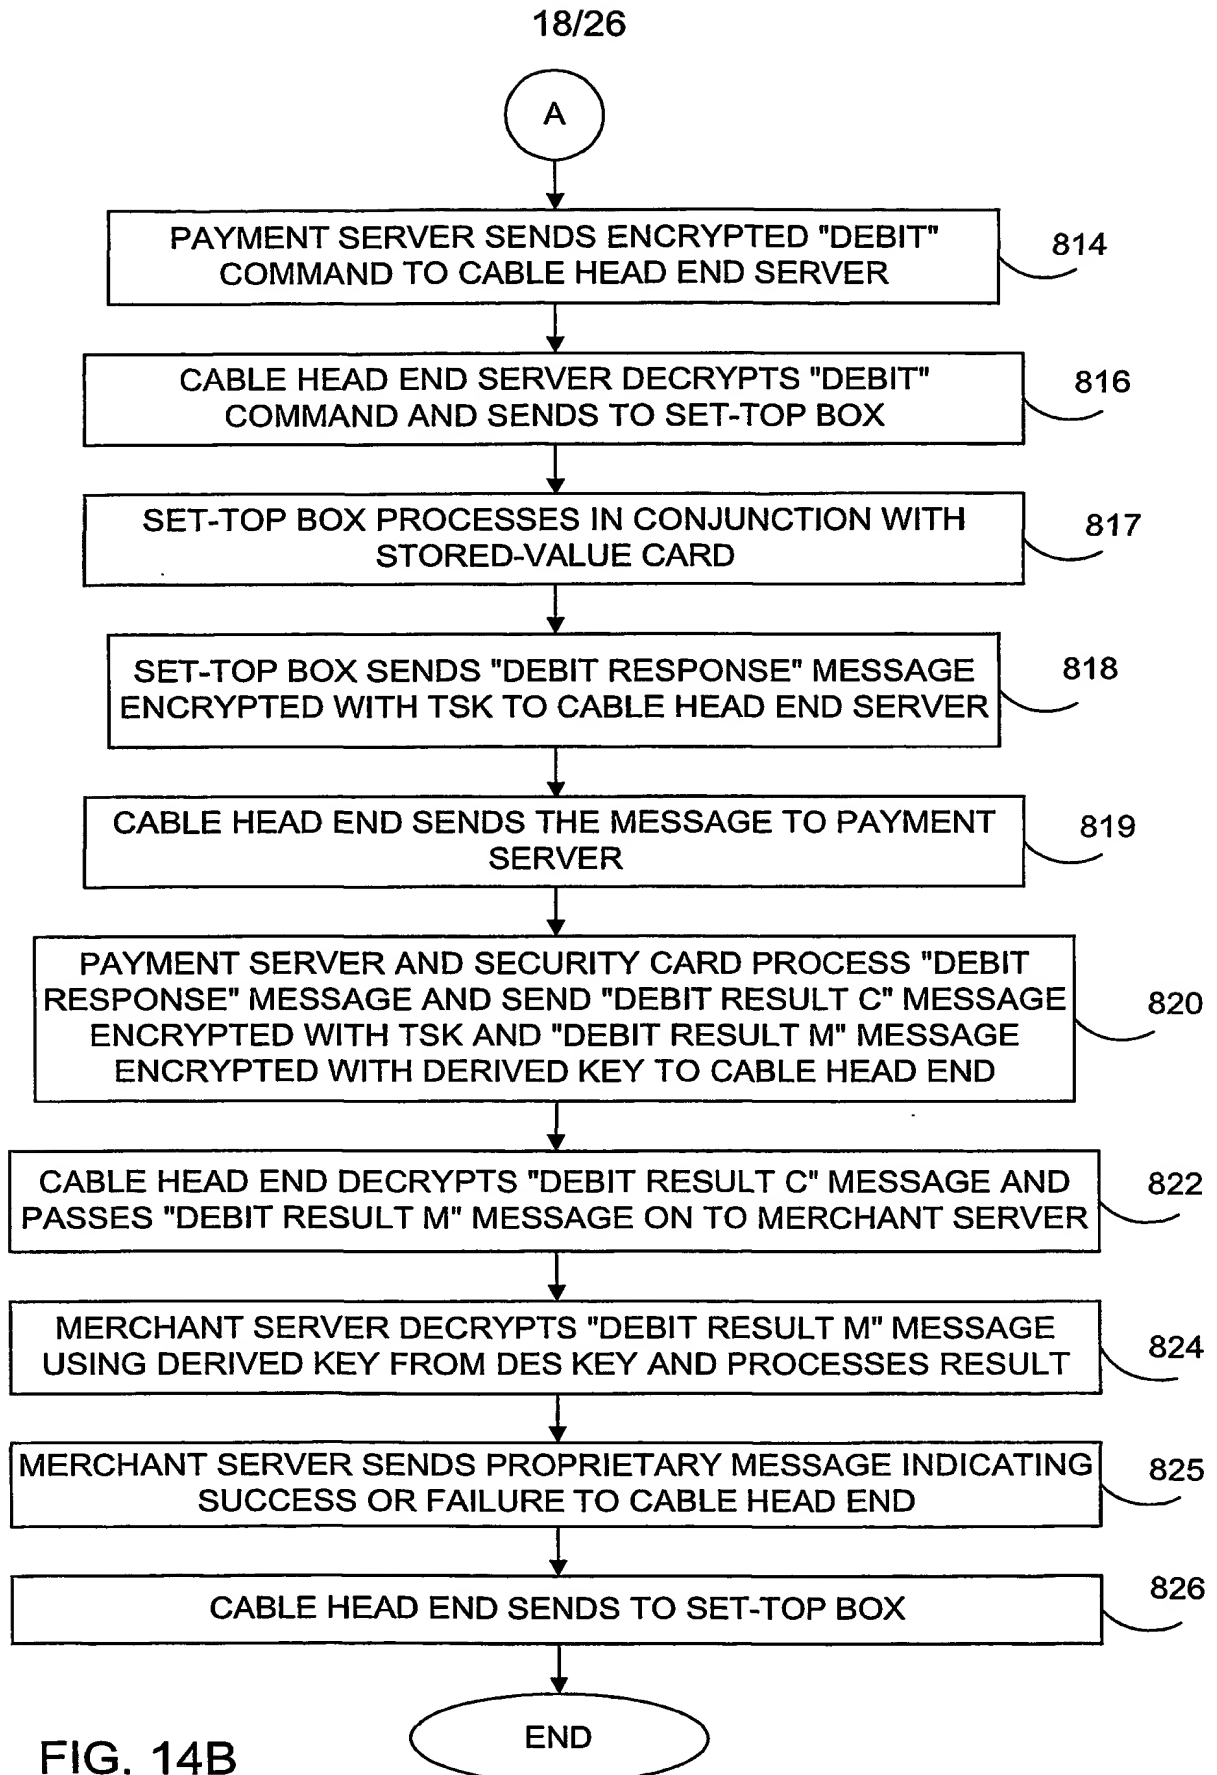 18/26
A
PAYMENT SERVER SENDS ENCRYPTED "DEBIT"
COMMAND TO CABLE HEAD END SERVER
814
CABLE HEAD END SERVER DECRYPTS "DEBIT"
COMMAND AND SENDS TO SET-TOP BOX
816
SET-TOP BOX PROCESSES IN CONJUNCTION WITH
STORED-VALUE CARD
817
SET-TOP BOX SENDS "DEBIT RESPONSE" MESSAGE
ENCRYPTED WITH TSK TO CABLE HEAD END SERVER
818
CABLE HEAD END SENDS THE MESSAGE TO PAYMENT
SERVER
819
PAYMENT SERVER AND SECURITY CARD PROCESS "DEBIT
RESPONSE" MESSAGE AND SEND "DEBIT RESULT C" MESSAGE
ENCRYPTED WITH TSK AND "DEBIT RESULT M" MESSAGE
ENCRYPTED WITH DERIVED KEY TO CABLE HEAD END
820
CABLE HEAD END DECRYPTS "DEBIT RESULT C" MESSAGE AND
PASSES "DEBIT RESULT M" MESSAGE ON TO MERCHANT SERVER
822
MERCHANT SERVER DECRYPTS "DEBIT RESULT M" MESSAGE
USING DERIVED KEY FROM DES KEY AND PROCESSES RESULT
824
MERCHANT SERVER SENDS PROPRIETARY MESSAGE INDICATING
SUCCESS OR FAILURE TO CABLE HEAD END
825
CABLE HEAD END SENDS TO SET-TOP BOX
826
END
FIG. 14B